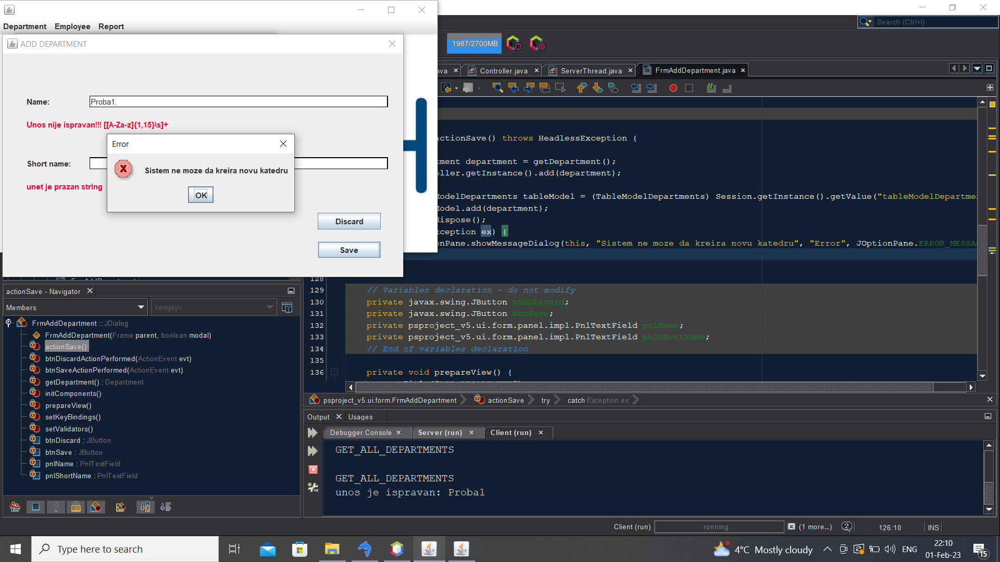 Department Employee Report
Search (Ctrl+I)
ADD DEPARTMENT
1987/2700MB
Controller.java
ServerThread.java
FrmAddDepartment.java
Name:
Proba1.
Unos nije ispravan!!! [[A-Za-z]{1,15}\s]+
Error
Sistem ne moze da kreira novu katedru
OK
Short name:
unet je prazan string
Discard
Save
actionSave() throws HeadlessException {
department = getDepartment();
.getInstance().add(department);
tableModel = (TableModelDepartments) Session.getInstance().getValue("tableModelDepartme
.add(department);
dispose();
ex) {
.showMessageDialog(this, "Sistem ne moze da kreira novu katedru", "Error", JOptionPane.ERROR_MESSA
128
129 // Variables declaration - do not modify
130 private javax.swing.JButton btnDiscard;
131 private javax.swing.JButton btnSave;
132 private psproject_v5.ui.form.panel.impl.PnlTextField pnlName;
133 private psproject_v5.ui.form.panel.impl.PnlTextField pnlShortName;
134 // End of variables declaration
135
136 private void prepareView() {
actionSave - Navigator
Members
<empty>
FrmAddDepartment :: JDialog
FrmAddDepartment(Frame parent, boolean modal)
actionSave()
btnDiscardActionPerformed(ActionEvent evt)
btnSaveActionPerformed(ActionEvent evt)
getDepartment() : Department
initComponents()
prepareView()
setKeyBindings()
setValidators()
btnDiscard : JButton
btnSave : JButton
pnlName : PnlTextField
pnlShortName : PnlTextField
psproject_v5.ui.form.FrmAddDepartment actionSave try catch Exception ex
Output Usages
Debugger Console Server (run) Client (run)
GET_ALL_DEPARTMENTS
GET_ALL_DEPARTMENTS
unos je ispravan: Proba1
Client (run) running... (1 more...) 126:10 INS
Type here to search
4°C Mostly cloudy
ENG
22:10
01-Feb-23
15